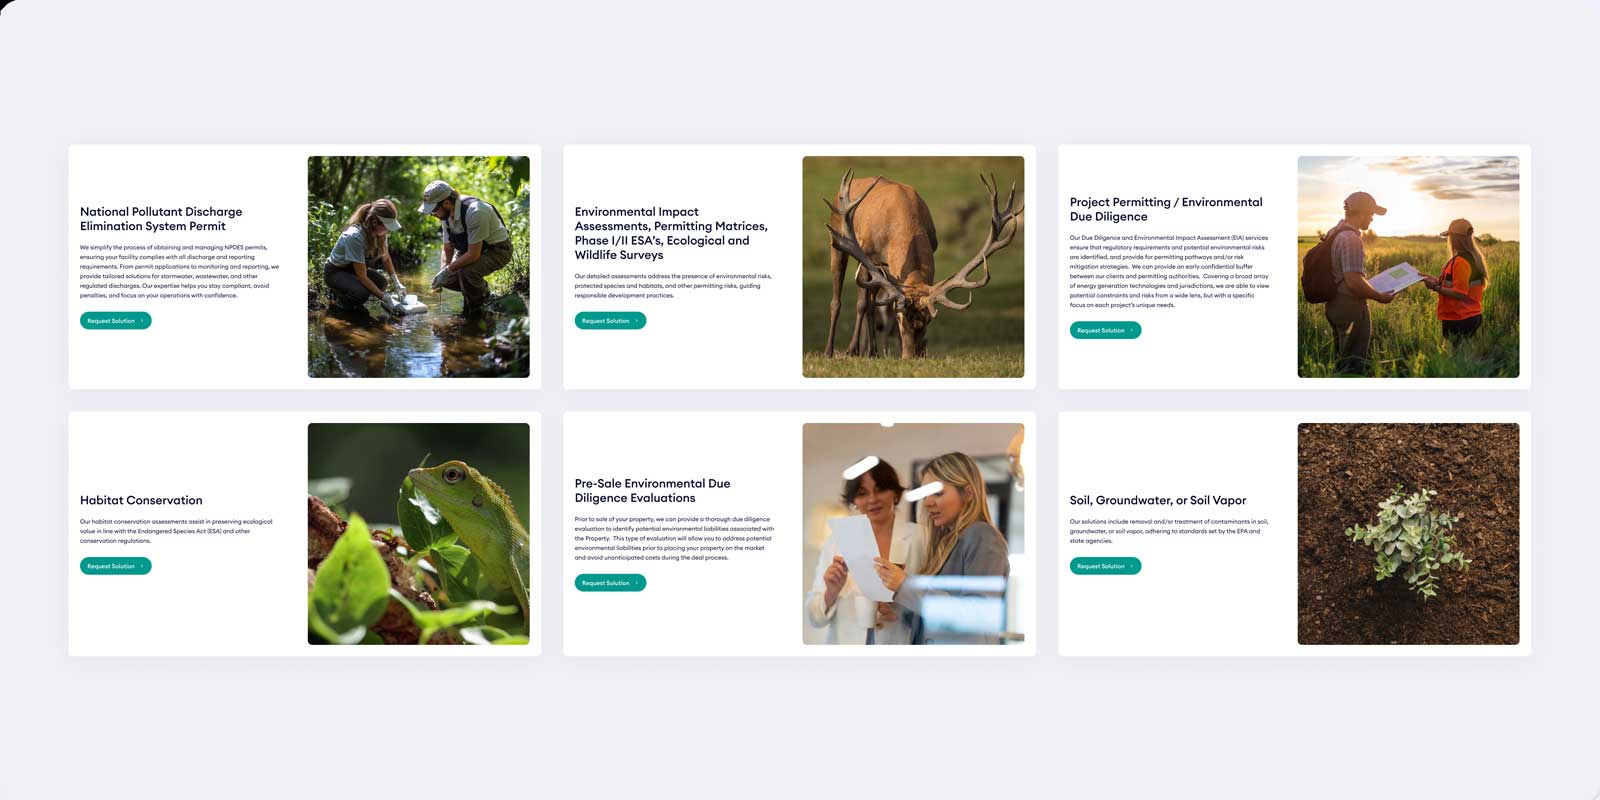 National Pollutant Discharge
Elimination System Permit
We simplify the process of obtaining and managing NPDES permits,
ensuring your facility complies with all discharge and reporting
requirements. From permit applications to monitoring and reporting, we
provide tailored solutions for stormwater, wastewater, and other
regulated discharges. Our expertise helps you stay compliant, avoid
penalties, and focus on your operations with confidence.
Request Solution
Environmental Impact
Assessments, Permitting Matrices,
Phase I/II ESA's, Ecological and
Wildlife Surveys
Our detailed assessments address the presence of environmental risks,
protected species and habitats, and other permitting risks, guiding
responsible development practices.
Request Solution
Project Permitting / Environmental
Due Diligence
Our Due Diligence and Environmental Impact Assessment (EIA) services
ensure that regulatory requirements and potential environmental risks
are identified, and provide for permitting pathways and/or risk
mitigation strategies. We can provide an early confidential buffer
between our clients and permitting authorities. Covering a broad array
of energy generation technologies and jurisdictions, we are able to view
potential constraints and risks from a wide lens, but with a specific
focus on each project's unique needs.
Request Solution
Habitat Conservation
Our habitat conservation assessments assist in preserving ecological
value in line with the Endangered Species Act (ESA) and other
conservation regulations.
Request Solution
Pre-Sale Environmental Due
Diligence Evaluations
Prior to sale of your property, we can provide a thorough due diligence
evaluation to identify potential environmental liabilities associated with
the Property. This type of evaluation will allow you to address potential
environmental liabilities prior to placing your property on the market
and avoid unanticipated costs during the deal process.
Request Solution
Soil, Groundwater, or Soil Vapor
Our solutions include removal and/or treatment of contaminants in soil,
groundwater, or soil vapor, adhering to standards set by the EPA and
state agencies.
Request Solution